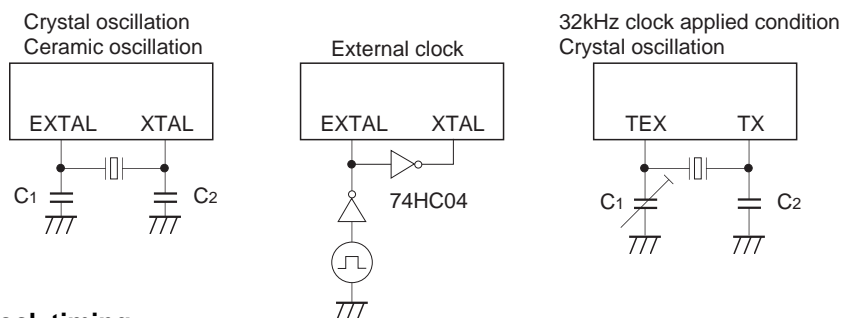 Crystal oscillation
Ceramic oscillation
EXTAL XTAL
C1 C2
External clock
EXTAL XTAL
74HC04
32kHz clock applied condition
Crystal oscillation
TEX TX
C1 C2